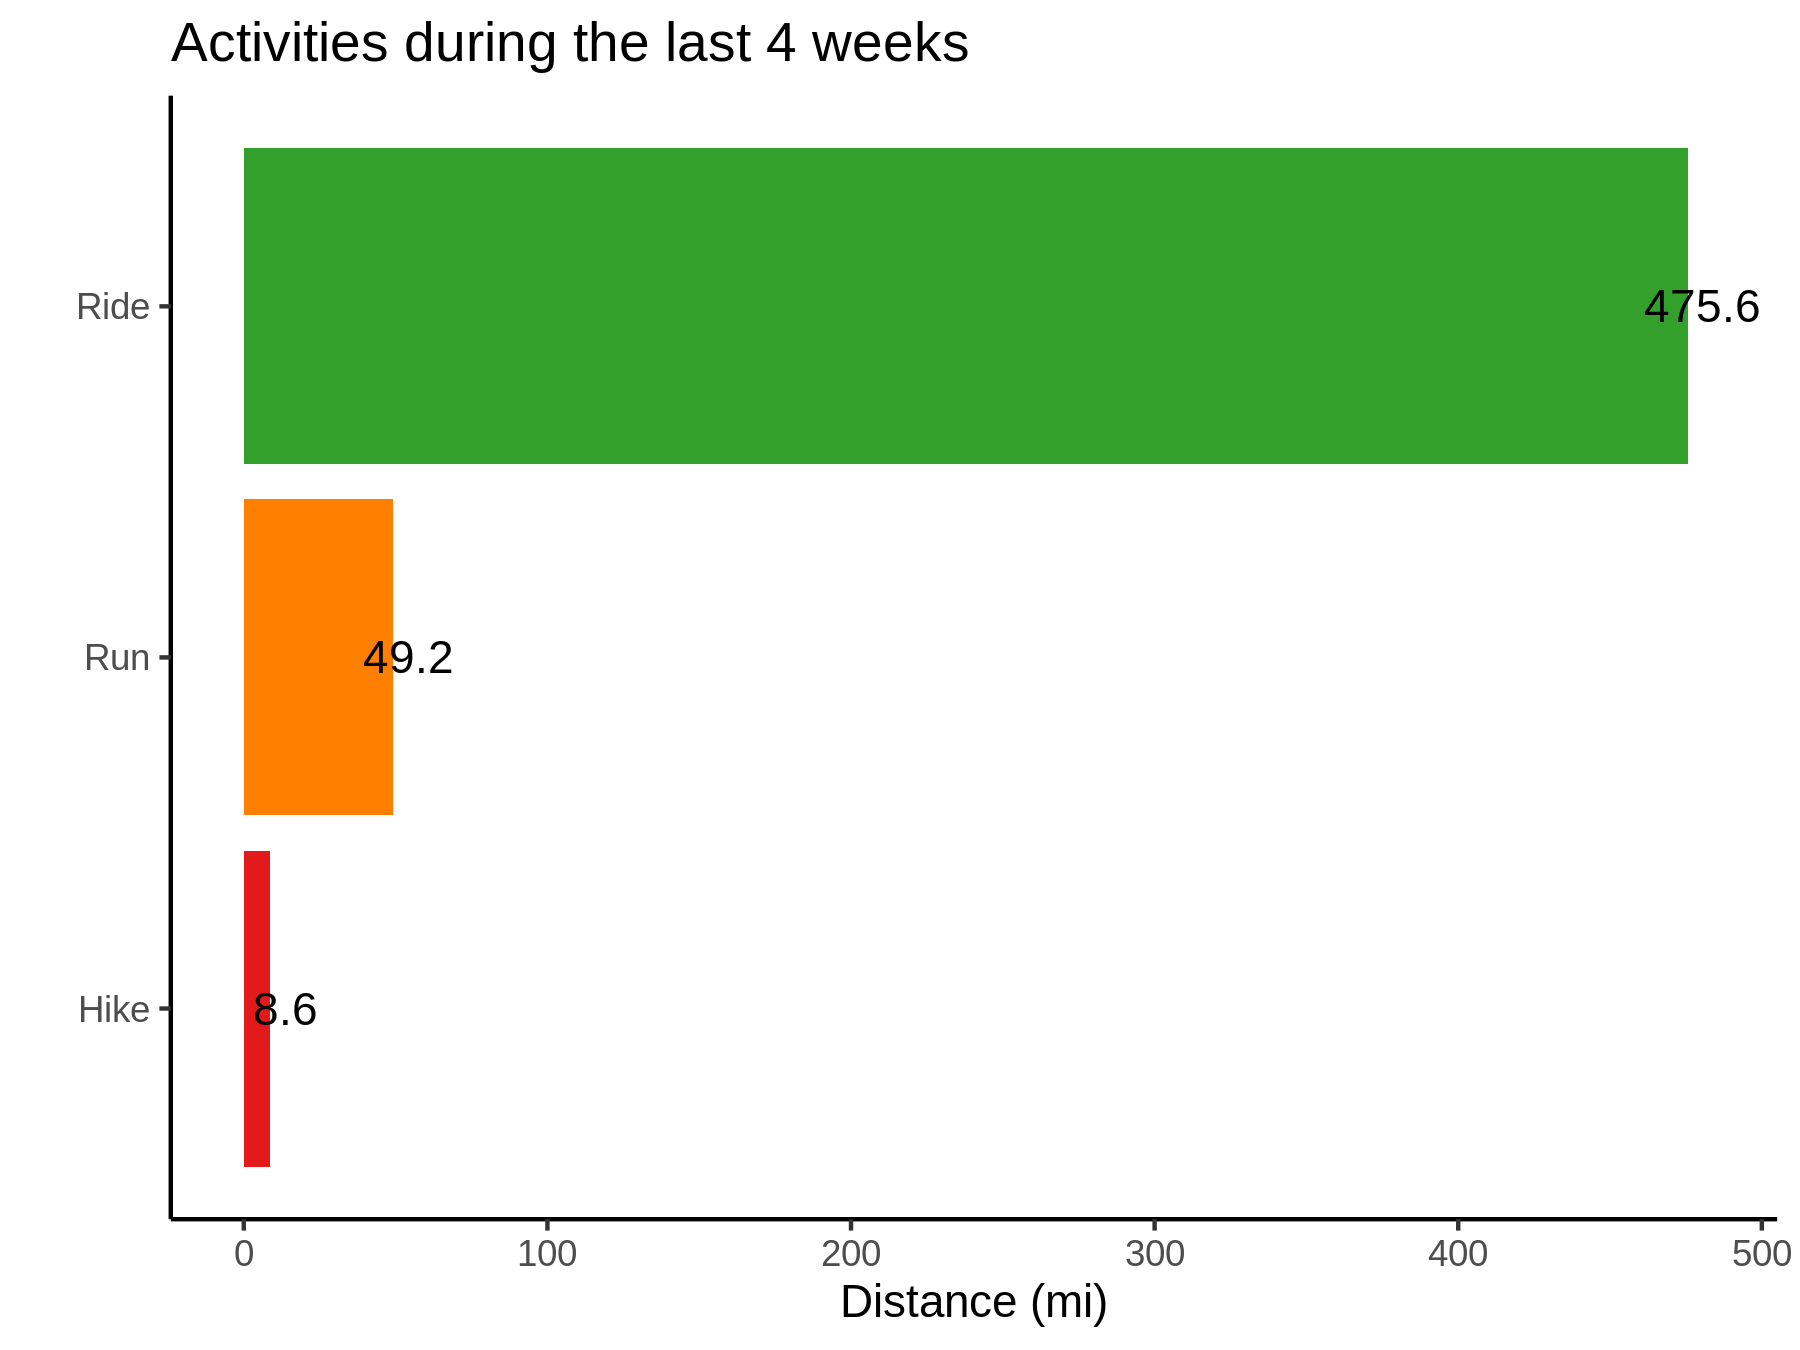 Activities during the last 4 weeks
Ride
475.6
Run
49.2
Hike
8.6
0 100 200 300 400 500
Distance (mi)